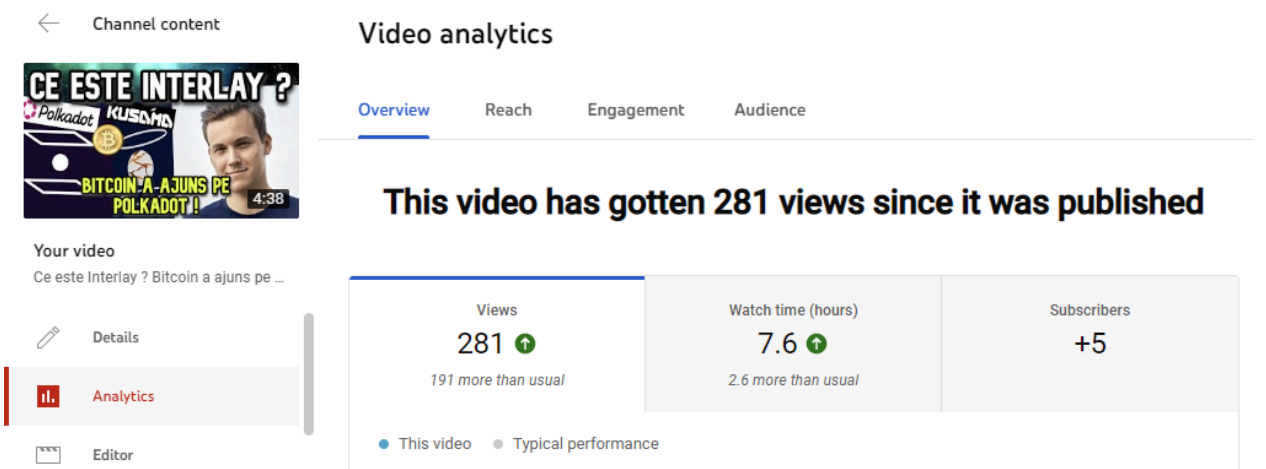 Channel content
CE ESTE INTERLAY ?
Polkadot KUSAMA
BITCOIN A-AJUNS PE
POLKADOT !
4:38
Your video
Ce este Interlay ? Bitcoin a ajuns pe ...
Details
Analytics
Editor
Video analytics
Overview Reach Engagement Audience
This video has gotten 281 views since it was published
Views Watch time (hours) Subscribers
281 7.6 +5
191 more than usual 2.6 more than usual
This video Typical performance